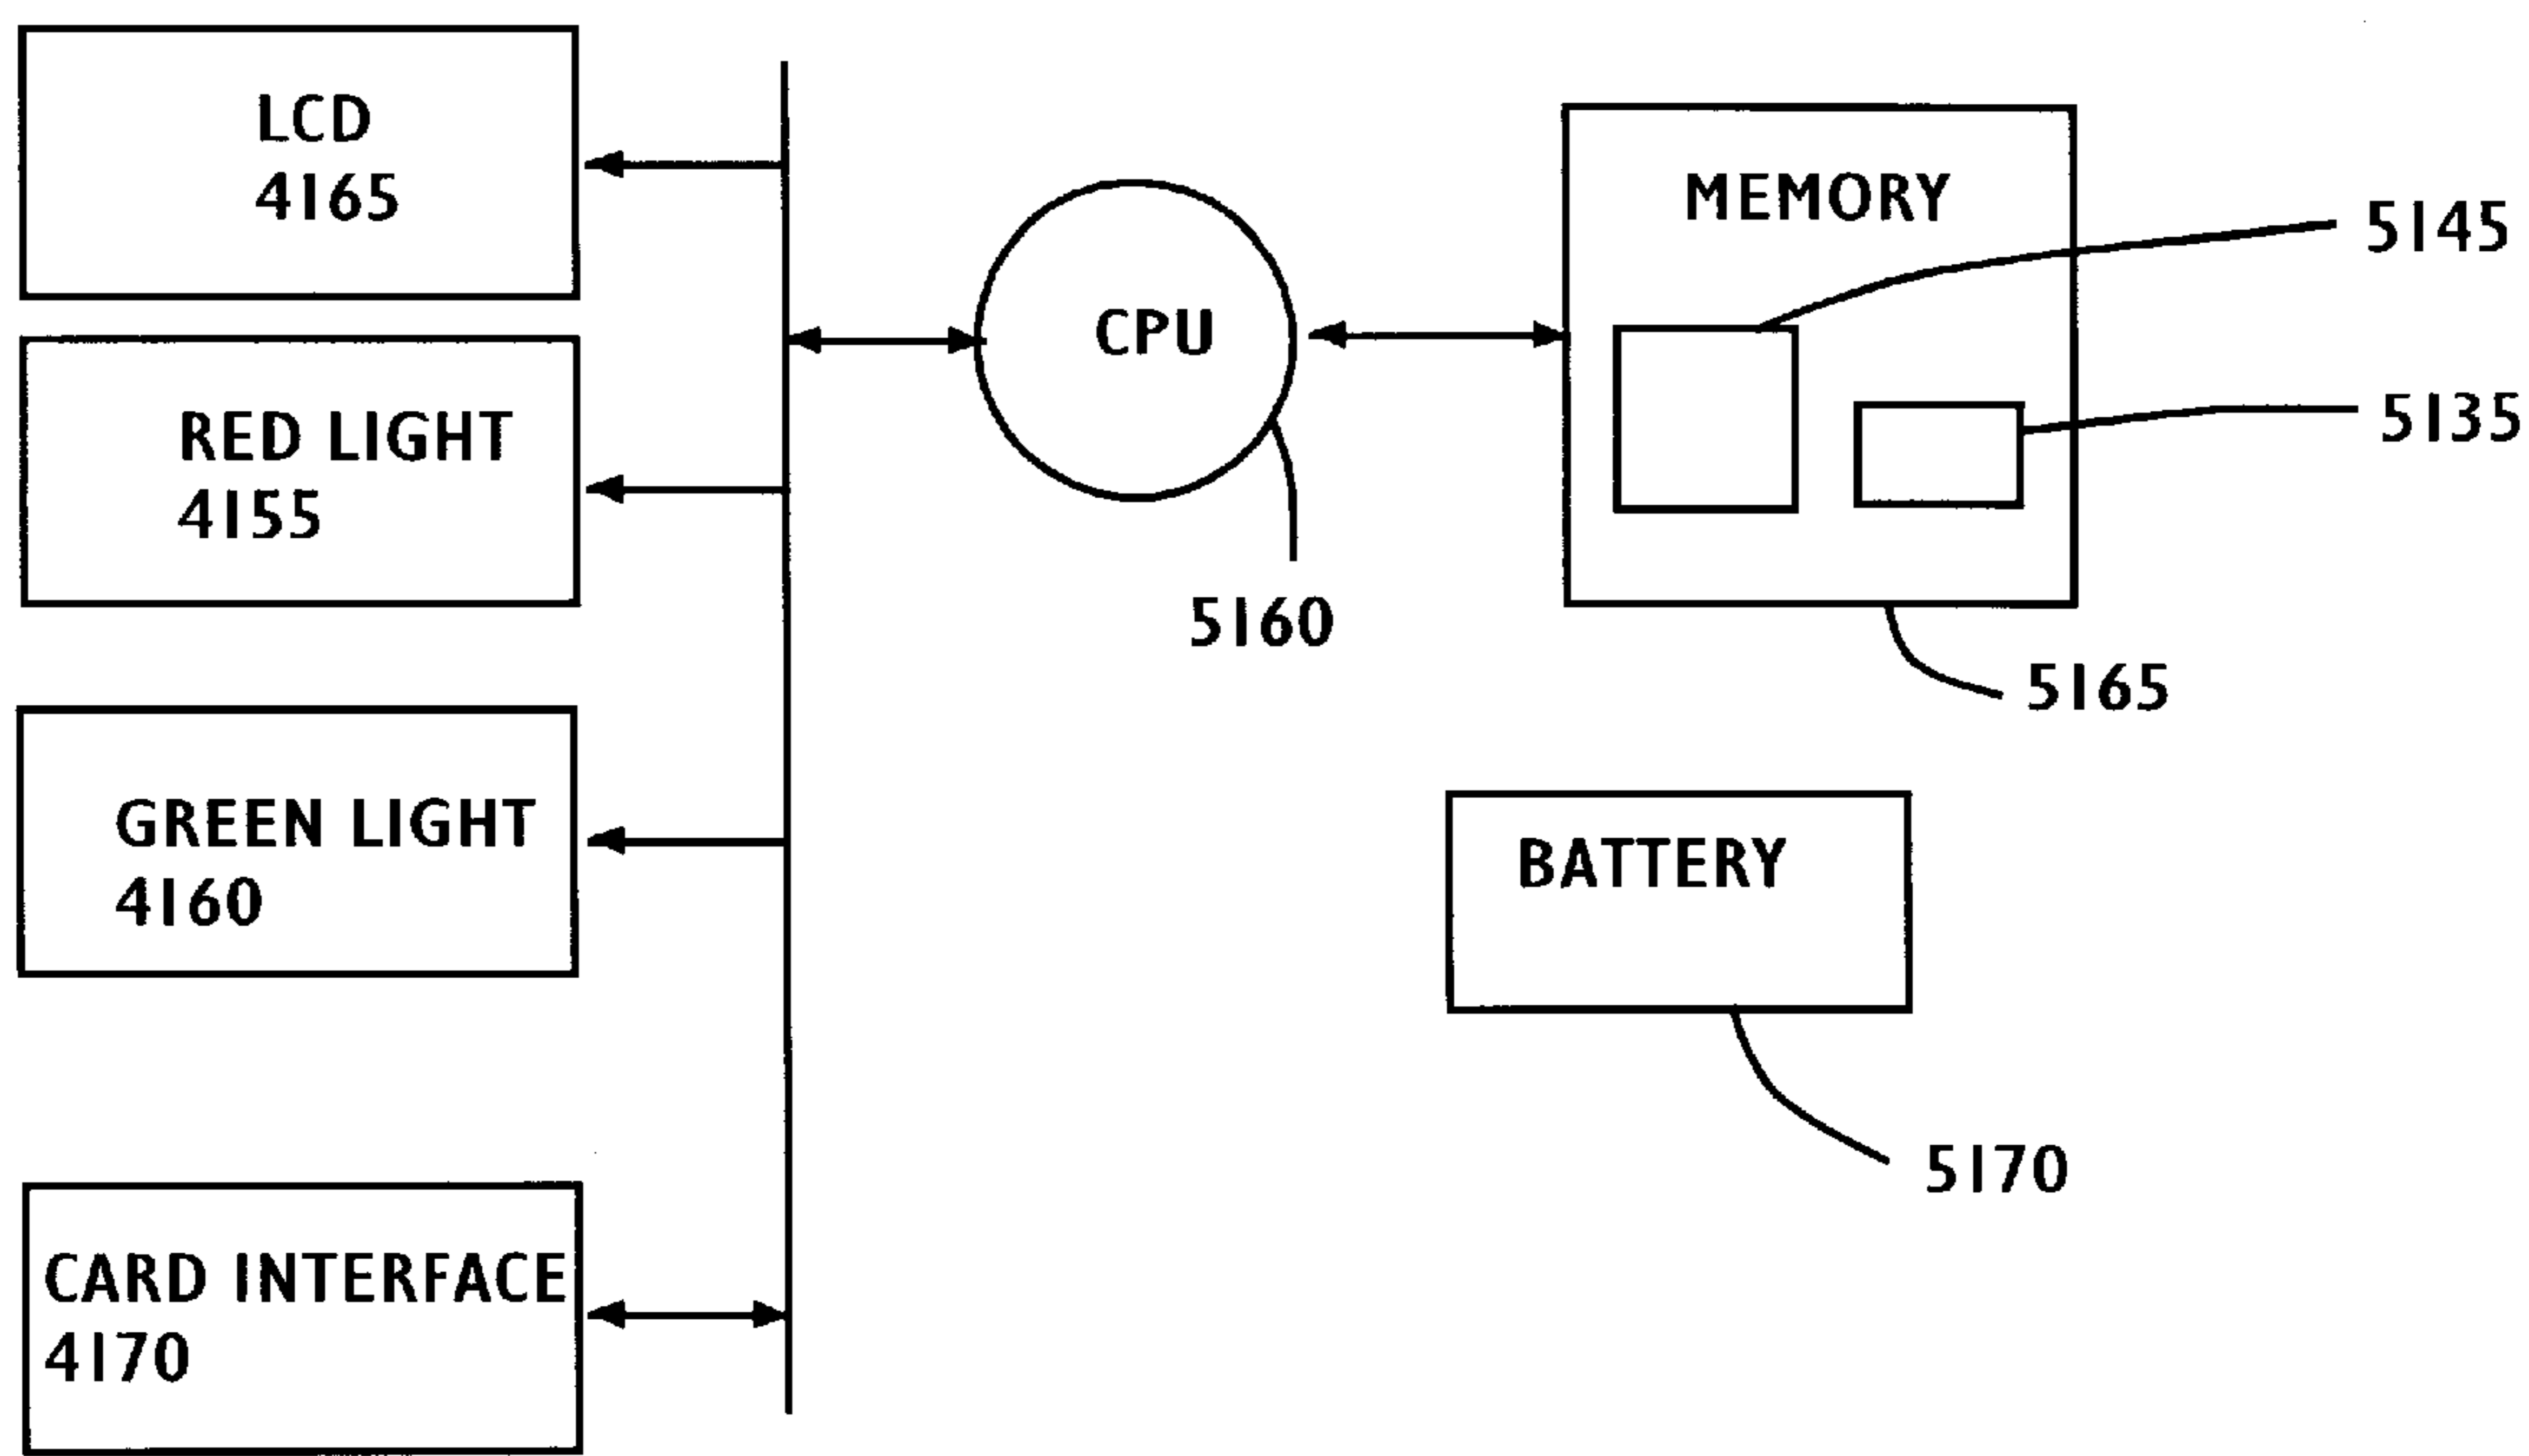 LCD
4165
RED LIGHT
4155
GREEN LIGHT
4160
CARD INTERFACE
4170
CPU
5160
MEMORY
5145
5135
5165
BATTERY
5170